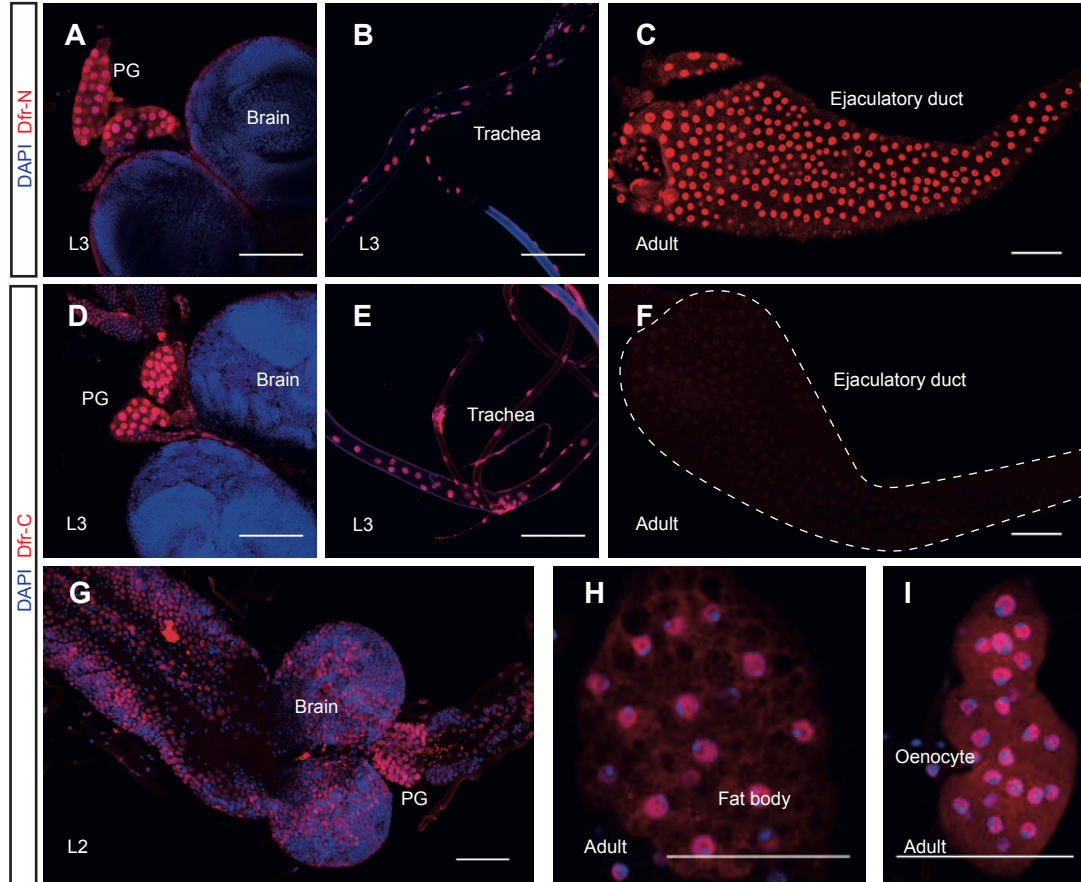 DAPI Dfr-N
A
PG
Brain
L3
B
Trachea
L3
C
Ejaculatory duct
Adult
DAPI Dfr-C
D
Brain
PG
L3
E
Trachea
L3
F
Ejaculatory duct
Adult
G
Brain
PG
L2
H
Fat body
Adult
I
Oenocyte
Adult